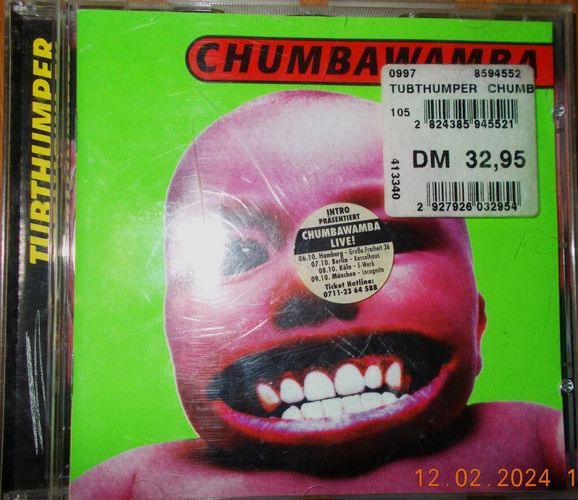 TUBTHUMPER
CHUMBAWAMBA
0997 8594552
TUBTHUMPER CHUMB
105
2 824385 945521
413340
DM 32,95
2 927926 032954
INTRO
PRÄSENTIERT
CHUMBAWAMBA
LIVE!
06.10. Hamburg - Große Freiheit 36
07.10. Berlin - Kesselhaus
08.10. Köln - E-Werk
09.10. München - Incognito
Ticket Hotline:
0711-23 64 588
12.02.2024 1